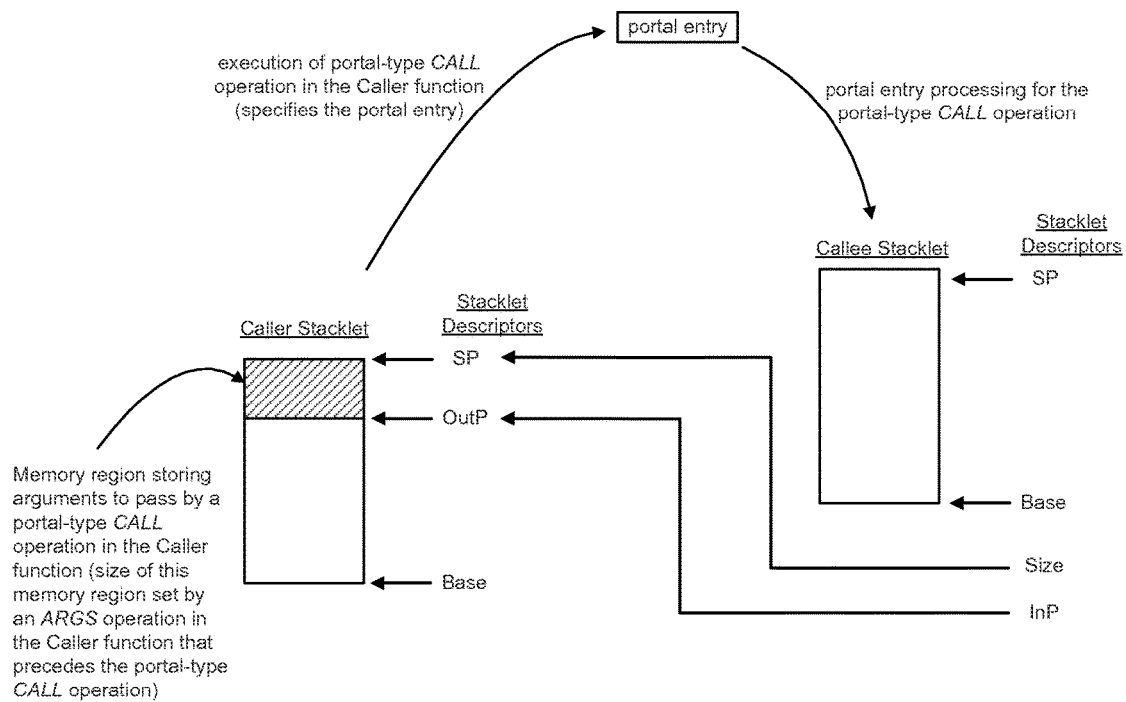 portal entry
execution of portal-type CALL
operation in the Caller function
(specifies the portal entry)
portal entry processing for the
portal-type CALL operation
Stacklet
Descriptors
Callee Stacklet
SP
Stacklet
Descriptors
Caller Stacklet
SP
OutP
Memory region storing
arguments to pass by a
portal-type CALL
operation in the Caller
function (size of this
memory region set by
an ARGS operation in
the Caller function that
precedes the portal-type
CALL operation)
Base
Base
Size
InP